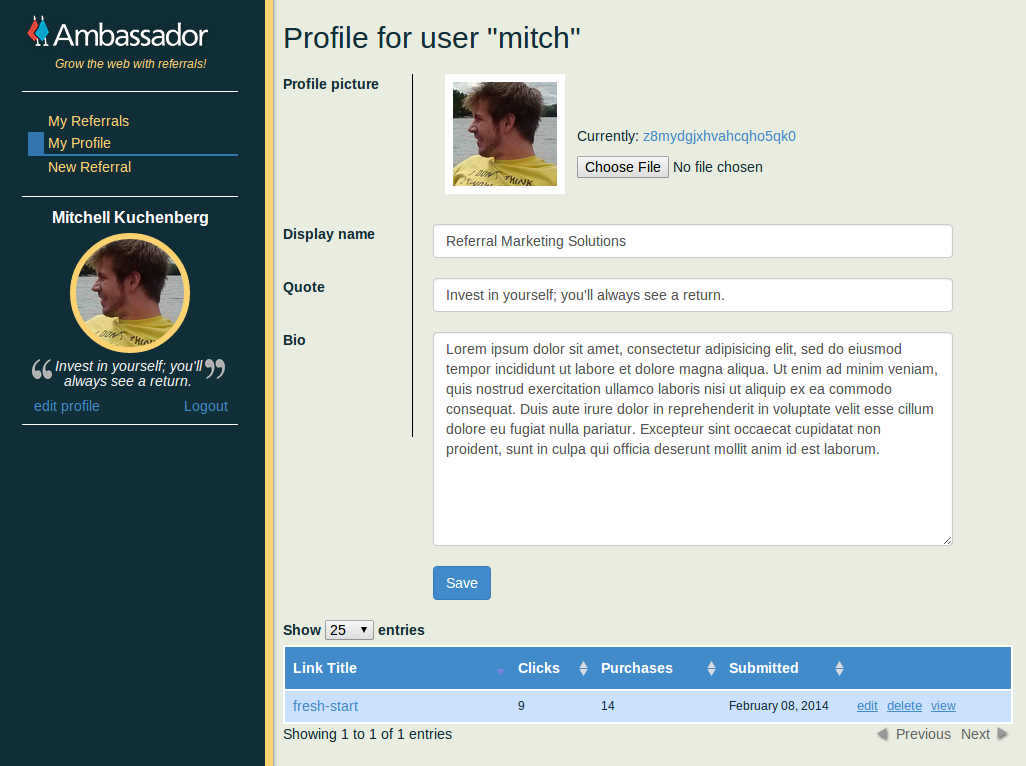 Ambassador
Grow the web with referrals!
My Referrals
My Profile
New Referral
Mitchell Kuchenberg
“Invest in yourself; you'll”
always see a return.
edit profile Logout
Profile for user "mitch"
Profile picture
I DON'T THINK
Currently: z8mydgjxhvahcqho5qk0
Choose File No file chosen
Display name
Referral Marketing Solutions
Quote
Invest in yourself; you'll always see a return.
Bio
Lorem ipsum dolor sit amet, consectetur adipisicing elit, sed do eiusmod
tempor incididunt ut labore et dolore magna aliqua. Ut enim ad minim veniam,
quis nostrud exercitation ullamco laboris nisi ut aliquip ex ea commodo
consequat. Duis aute irure dolor in reprehenderit in voluptate velit esse cillum
dolore eu fugiat nulla pariatur. Excepteur sint occaecat cupidatat non
proident, sunt in culpa qui officia deserunt mollit anim id est laborum.
Save
Show 25 entries
Link Title Clicks Purchases Submitted
fresh-start 9 14 February 08, 2014 edit delete view
Showing 1 to 1 of 1 entries Previous Next